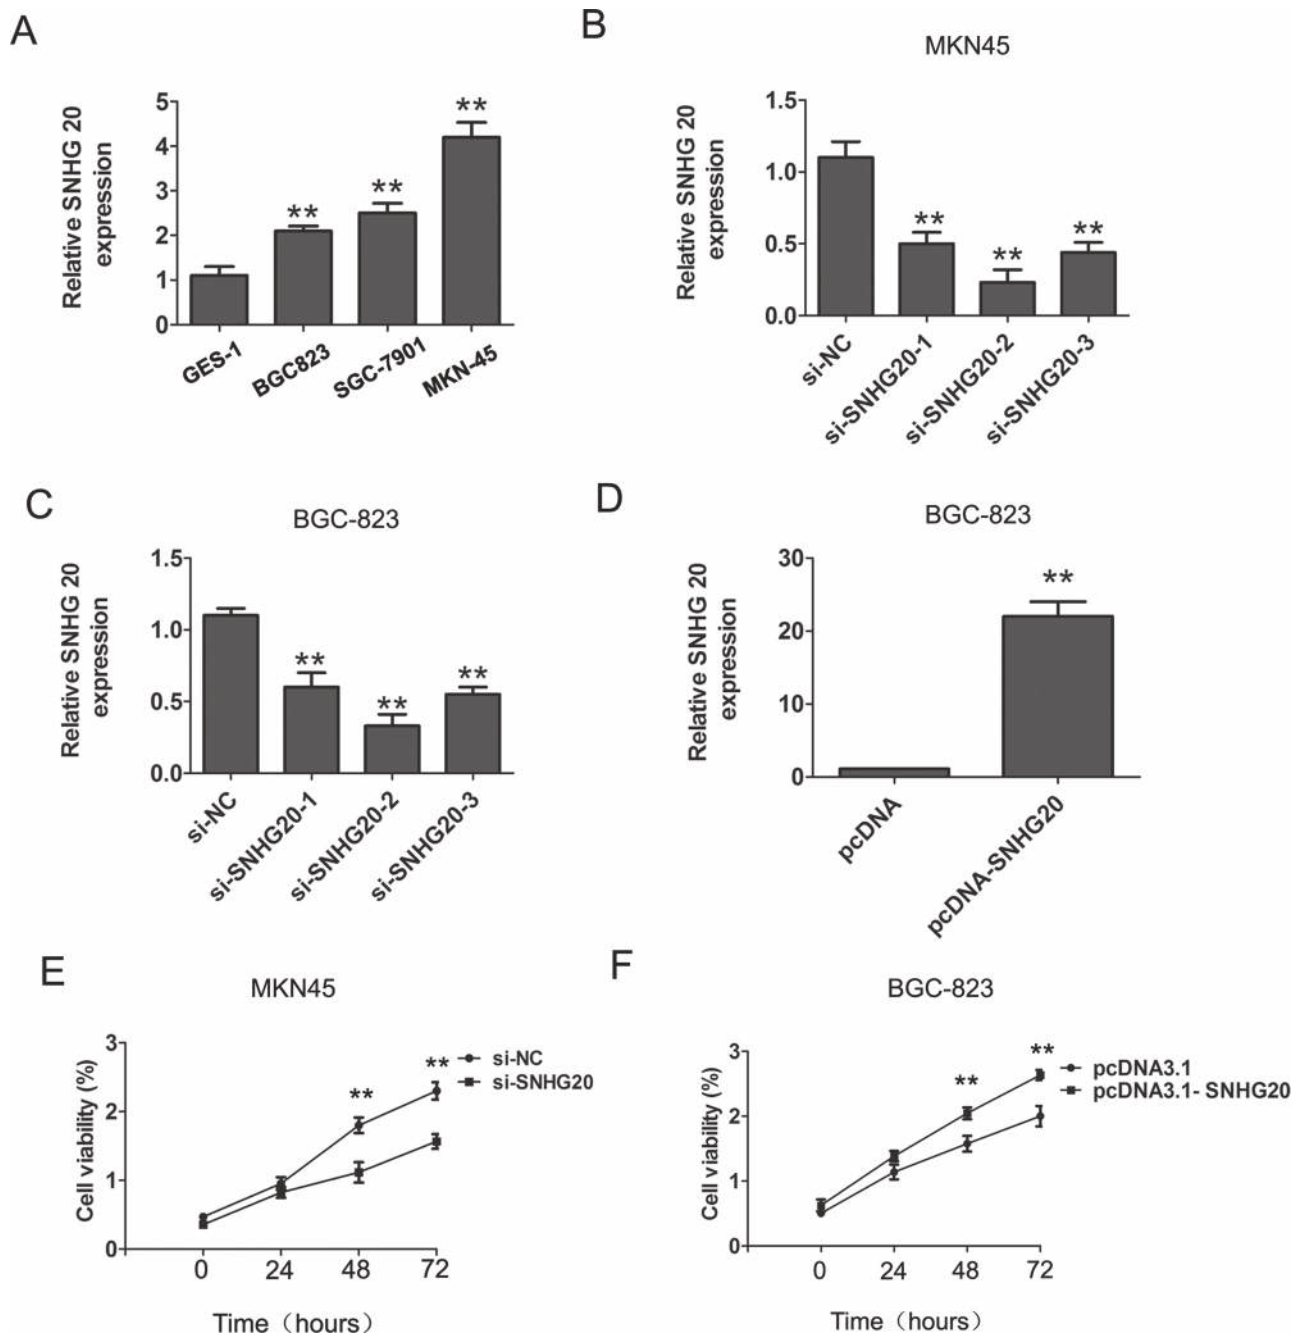 A
Relative SNHG 20
expression
5
4
3
2
1
0
**
**
**
GES-1
BGC823
SGC-7901
MKN-45
B
MKN45
Relative SNHG 20
expression
1.5
1.0
0.5
0.0
**
**
**
si-NC
si-SNHG20-1
si-SNHG20-2
si-SNHG20-3
C
BGC-823
Relative SNHG 20
expression
1.5
1.0
0.5
0.0
**
**
**
si-NC
si-SNHG20-1
si-SNHG20-2
si-SNHG20-3
D
BGC-823
Relative SNHG 20
expression
30
20
10
0
**
pcDNA
pcDNA-SNHG20
E
MKN45
Cell viability (%)
3
2
1
0
**
**
si-NC
si-SNHG20
0 24 48 72
Time（hours）
F
BGC-823
Cell viability (%)
3
2
1
0
**
**
pcDNA3.1
pcDNA3.1- SNHG20
0 24 48 72
Time（hours）